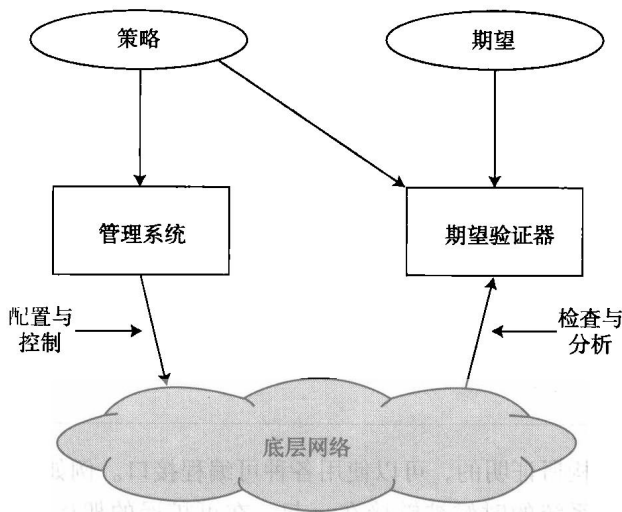 策略
期望
管理系统
期望验证器
配置与
控制
检查与
分析
底层网络